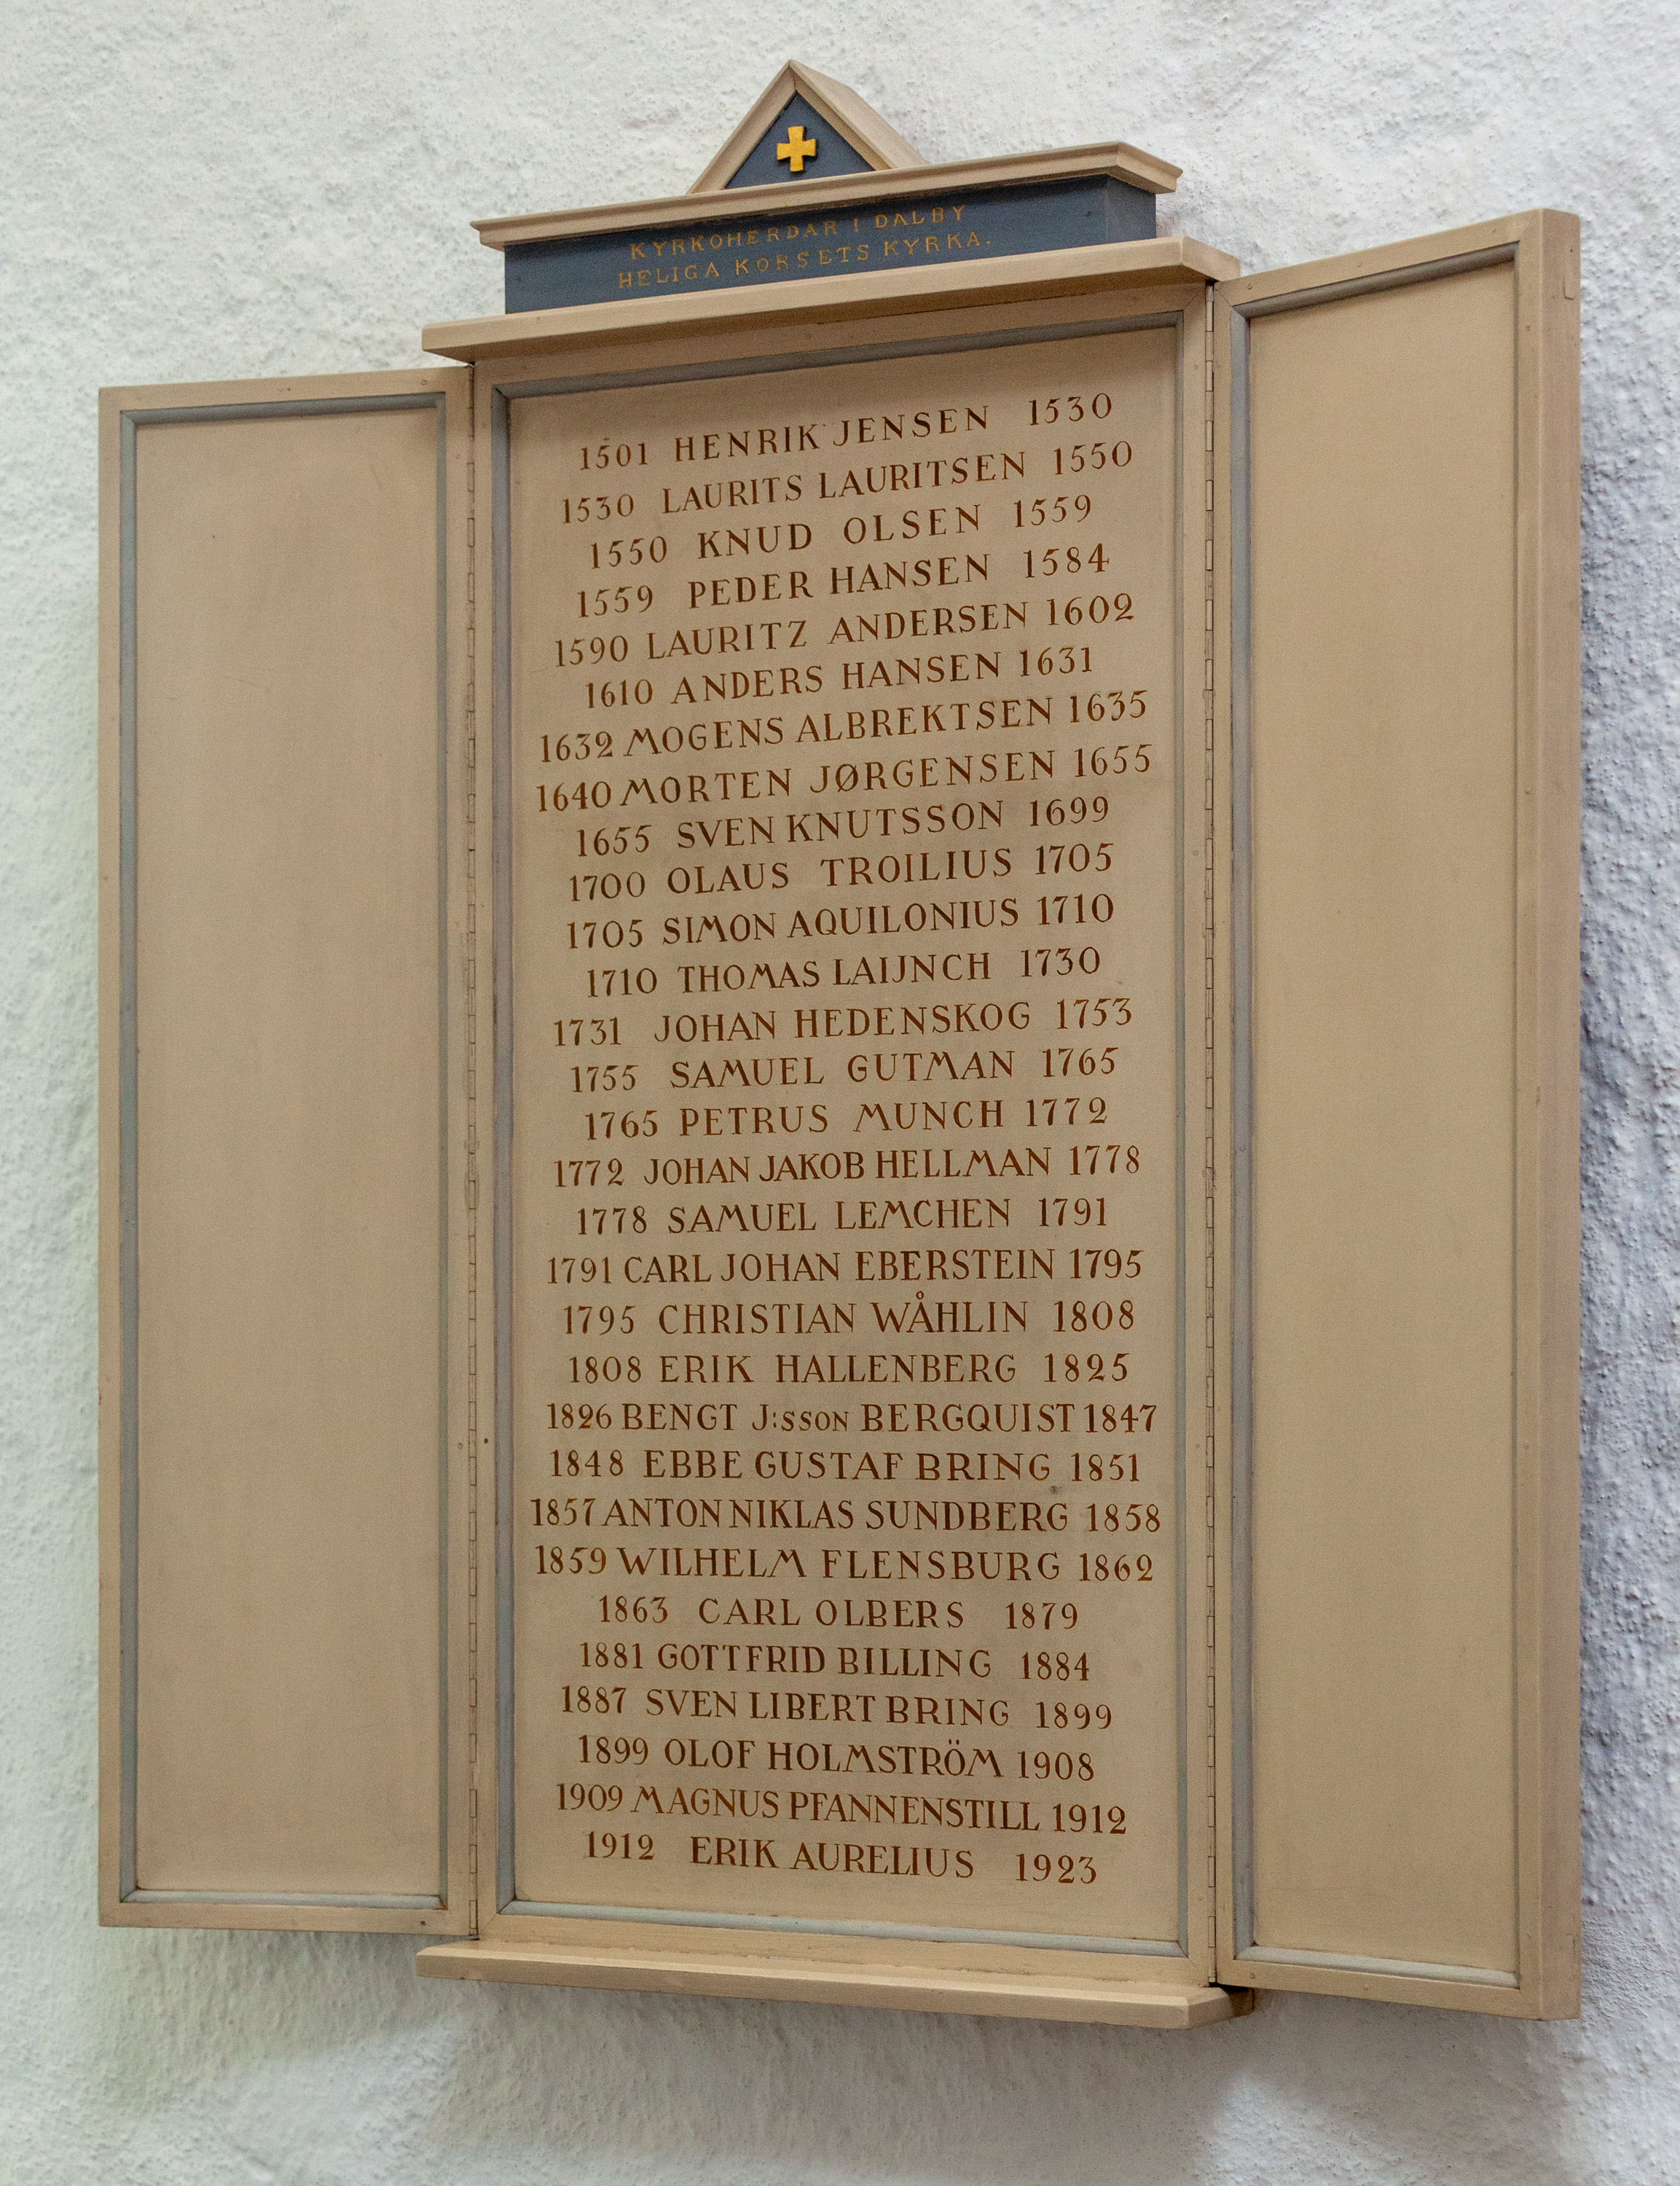 KYRKOHERDAR I DALBY
HELIGA KORSETS KYRKA.
1501 HENRIK JENSEN 1530
1530 LAURITS LAURITSEN 1550
1550 KNUD OLSEN 1559
1559 PEDER HANSEN 1584
1590 LAURITZ ANDERSEN 1602
1610 ANDERS HANSEN 1631
1632 MOGENS ALBREKTSEN 1635
1640 MORTEN JØRGENSEN 1655
1655 SVEN KNUTSSON 1699
1700 OLAUS TROILIUS 1705
1705 SIMON AQUILONIUS 1710
1710 THOMAS LAIJNCH 1730
1731 JOHAN HEDENSKOG 1753
1755 SAMUEL GUTMAN 1765
1765 PETRUS MUNCH 1772
1772 JOHAN JAKOB HELLMAN 1778
1778 SAMUEL LEMCHEN 1791
1791 CARL JOHAN EBERSTEIN 1795
1795 CHRISTIAN WÅHLIN 1808
1808 ERIK HALLENBERG 1825
1826 BENGT J:SSON BERGQUIST 1847
1848 EBBE GUSTAF BRING 1851
1857 ANTON NIKLAS SUNDBERG 1858
1859 WILHELM FLENSBURG 1862
1863 CARL OLBERS 1879
1881 GOTTFRID BILLING 1884
1887 SVEN LIBERT BRING 1899
1899 OLOF HOLMSTRÖM 1908
1909 MAGNUS PFANNENSTILL 1912
1912 ERIK AURELIUS 1923